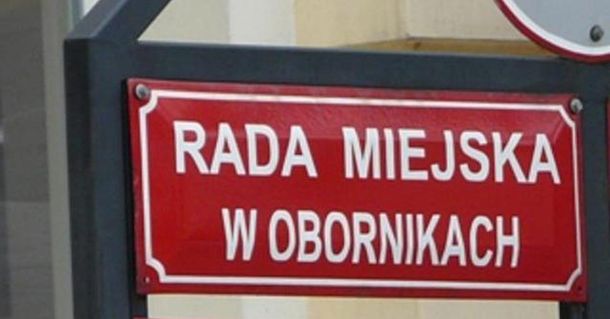 RADA MIEJSKA
W OBORNIKACH